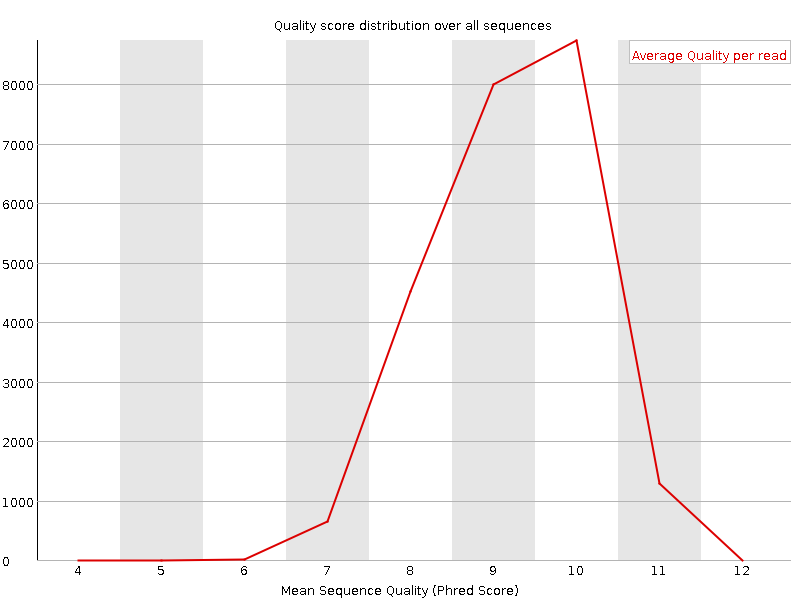 Quality score distribution over all sequences
Average Quality per read
8000
7000
6000
5000
4000
3000
2000
1000
0
4 5 6 7 8 9 10 11 12
Mean Sequence Quality (Phred Score)